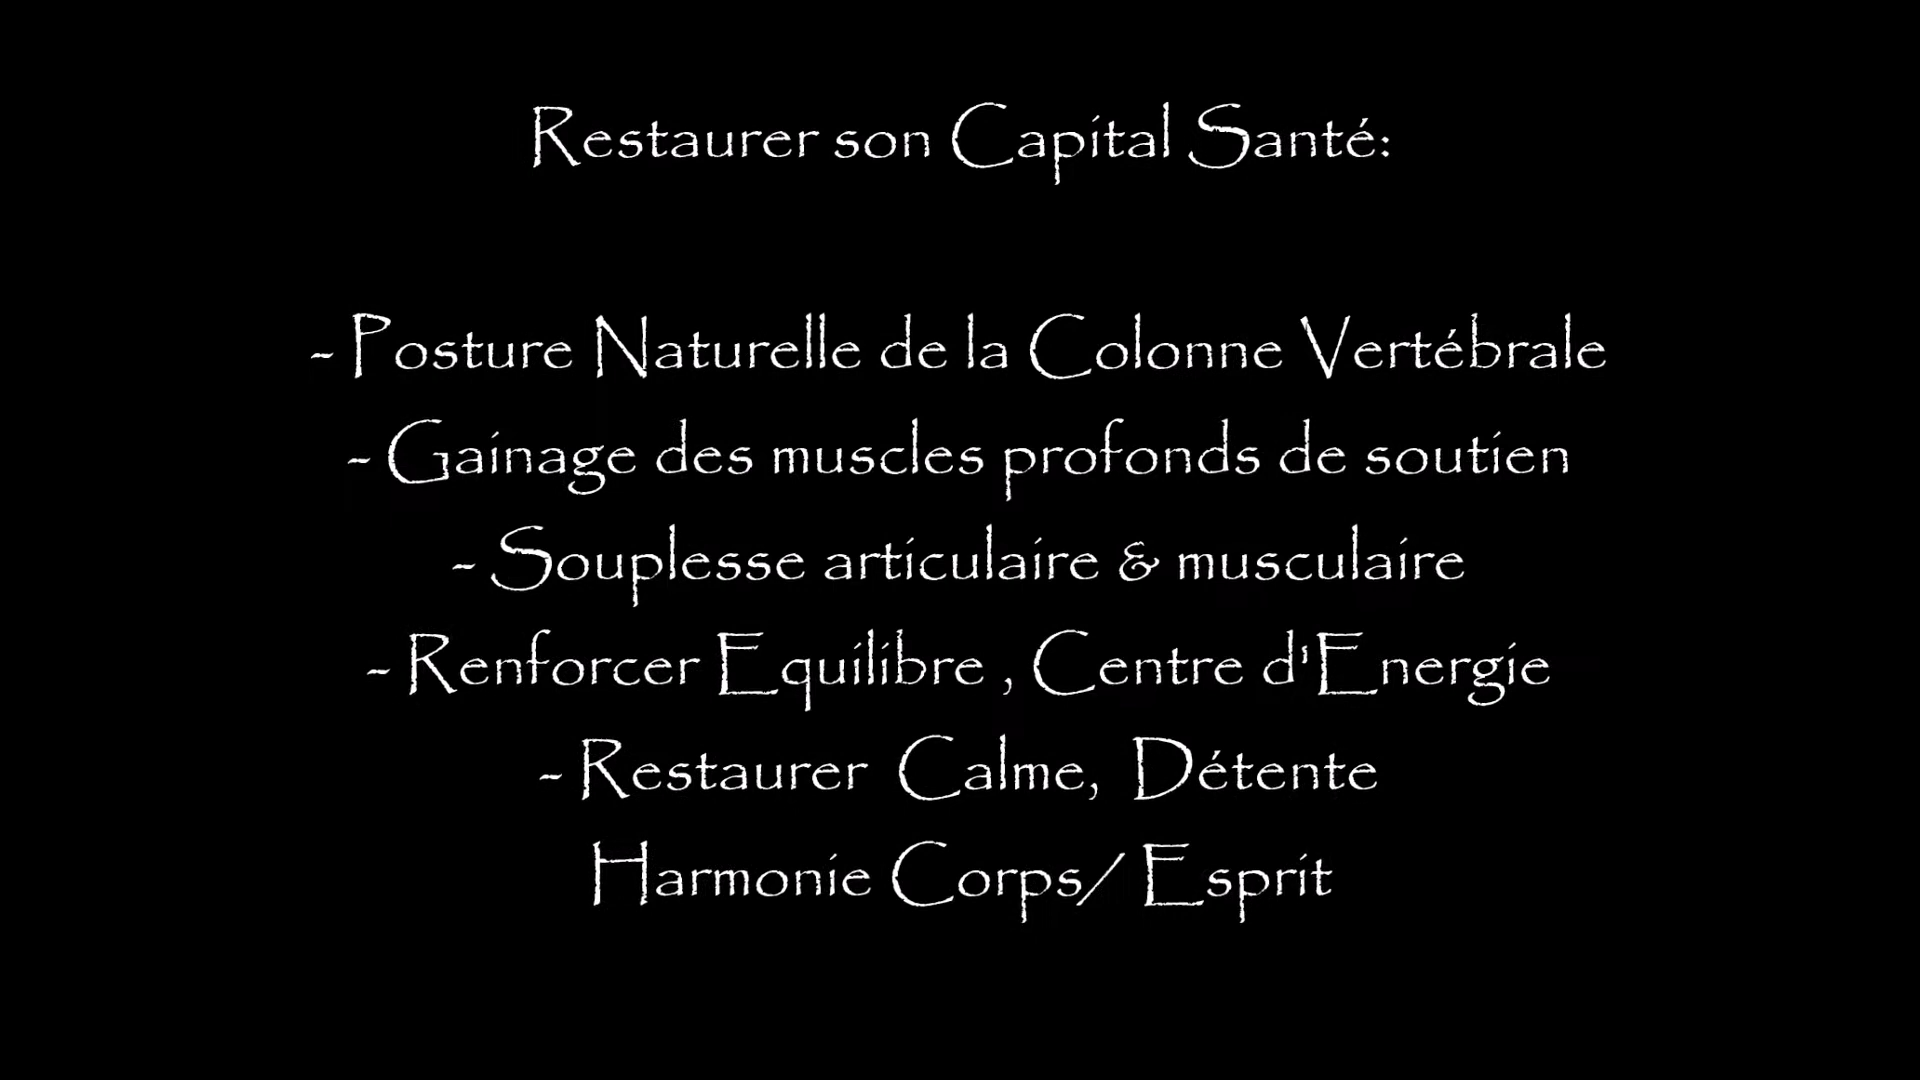 Restaurer son Capital Santé:
- Posture Naturelle de la Colonne Vertébrale
- Gainage des muscles profonds de soutien
- Souplesse articulaire & musculaire
- Renforcer Equilibre , Centre d'Energie
- Restaurer Calme, Détente
Harmonie Corps/ Esprit